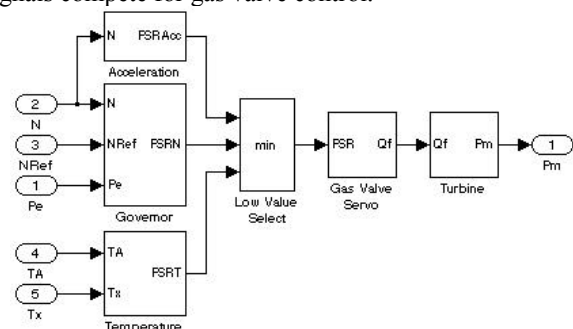 gnals compete for gas valve control.
N
FSRAcc
Acceleration
2
N
N
3
NRef
NRef
FSRN
1
Pe
Pe
Governor
min
Low Value
Select
FSR
Qf
Gas Valve
Servo
Qf
Pm
Turbine
1
Pm
4
TA
TA
FSRT
5
Tx
Tx
Temperature